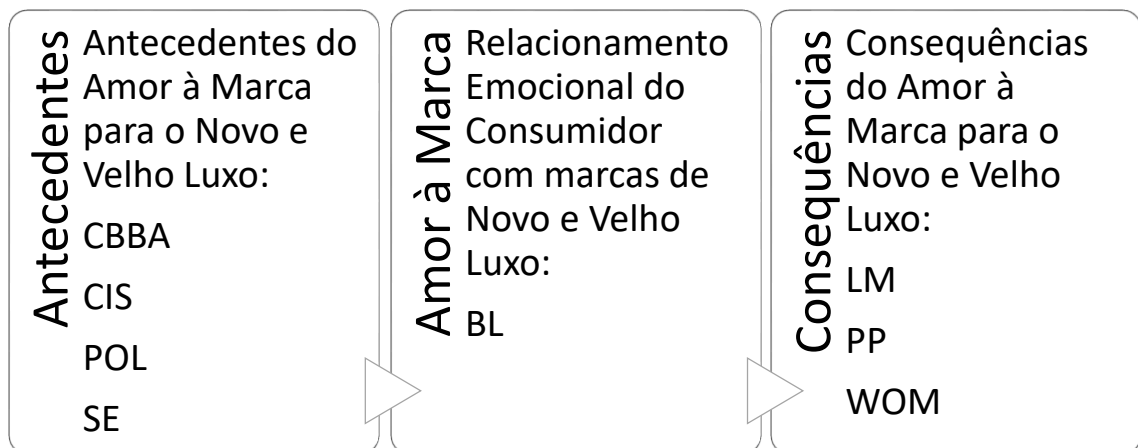 Antecedentes
Antecedentes do
Amor à Marca
para o Novo e
Velho Luxo:
CBBA
CIS
POL
SE
Amor à Marca
Relacionamento
Emocional do
Consumidor
com marcas de
Novo e Velho
Luxo:
BL
Consequências
Consequências
do Amor à
Marca para o
Novo e Velho
Luxo:
LM
PP
WOM